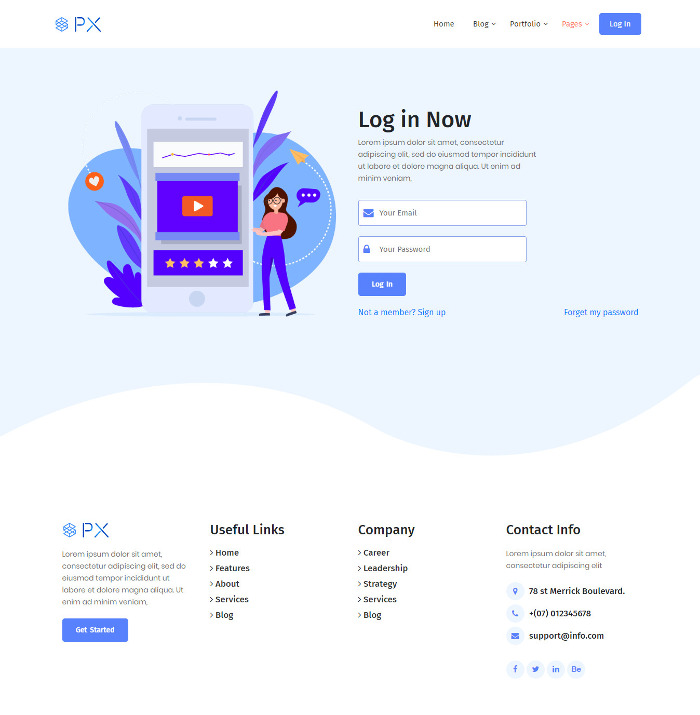 PX
Home Blog Portfolio Pages Log In
Log in Now
Lorem ipsum dolor sit amet, consectetur
adipiscing elit, sed do eiusmod tempor incididunt
ut labore et dolore magna aliqua. Ut enim ad
minim veniam,
Your Email
Your Password
Log In
Not a member? Sign up Forget my password
PX
Lorem ipsum dolor sit amet,
consectetur adipiscing elit, sed do
eiusmod tempor incididunt ut
labore et dolore magna aliqua. Ut
enim ad minim veniam,
Get Started
Useful Links
Home
Features
About
Services
Blog
Company
Career
Leadership
Strategy
Services
Blog
Contact Info
Lorem ipsum dolor sit amet,
consectetur adipiscing elit
78 st Merrick Boulevard.
+(07) 012345678
support@info.com
f in Be